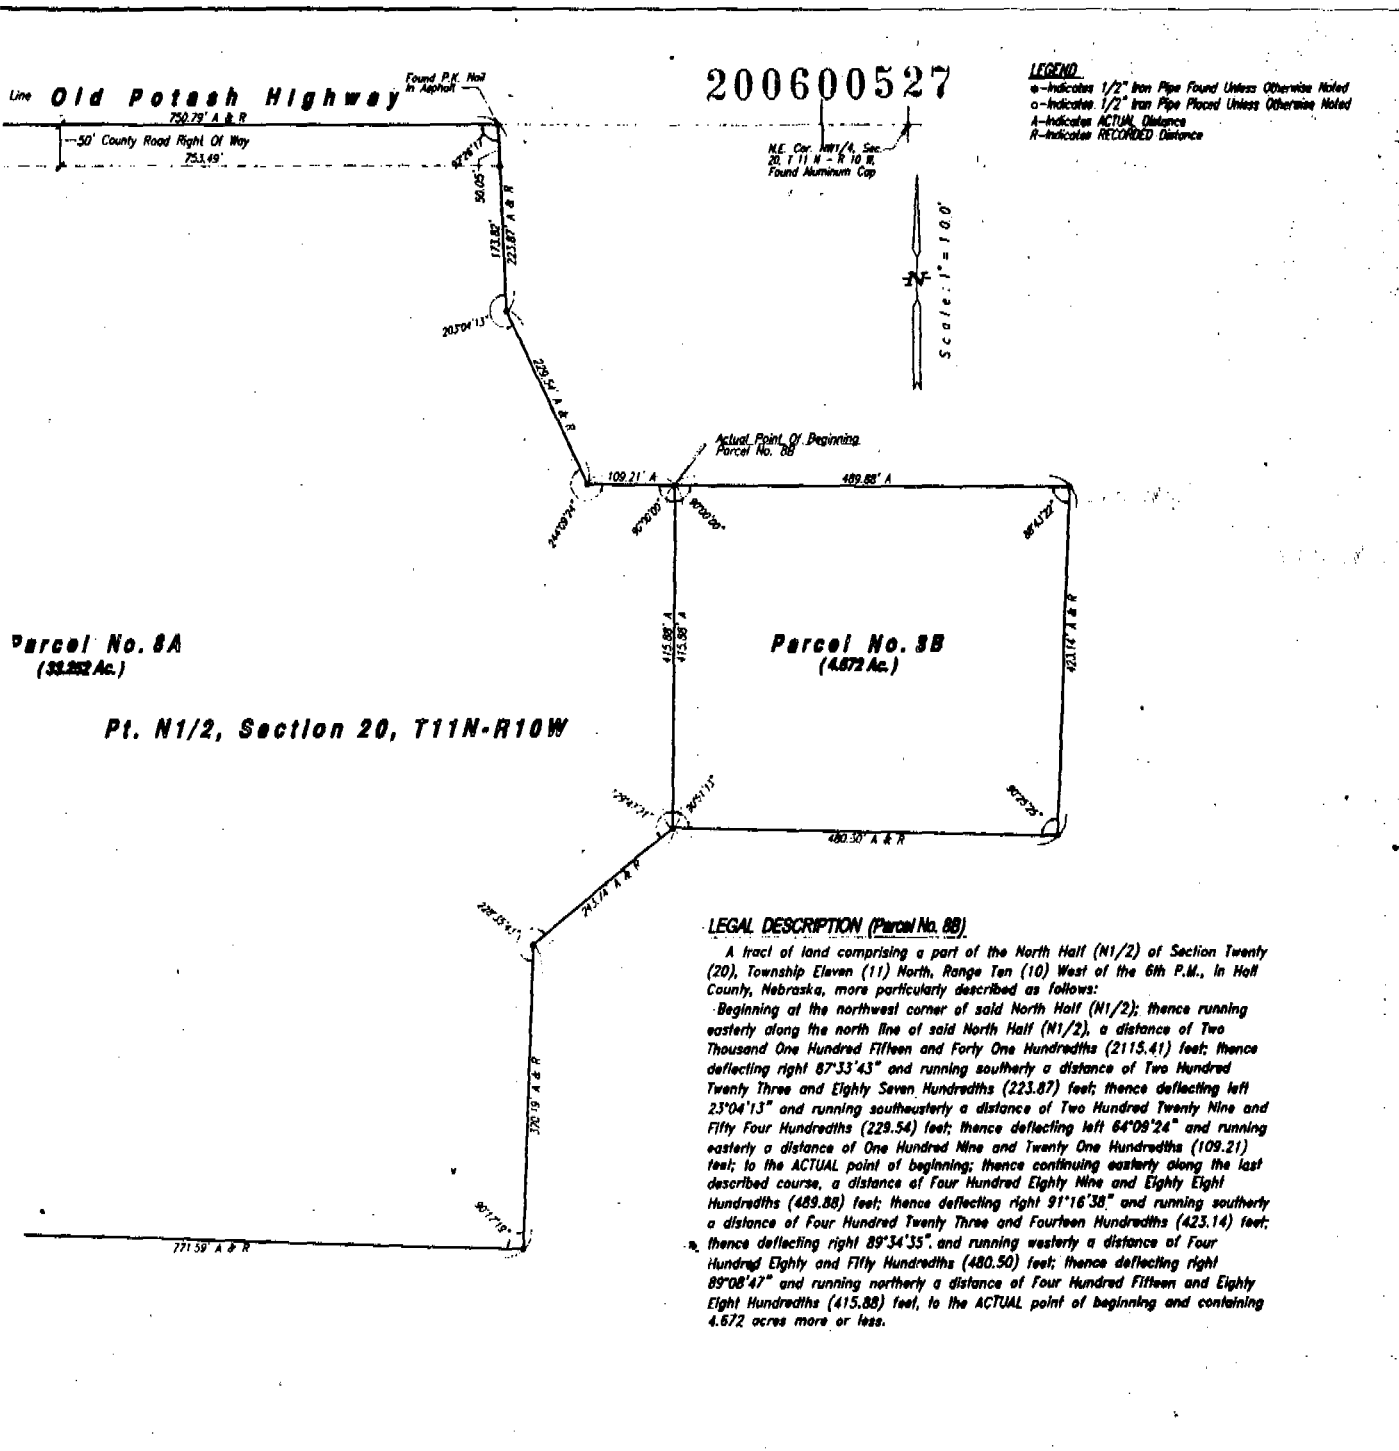 200600527
LEGEND
●-Indicates 1/2" Iron Pipe Found Unless Otherwise Noted
o-Indicates 1/2" Iron Pipe Placed Unless Otherwise Noted
A-Indicates ACTUAL Distance
R-Indicates RECORDED Distance
Found P.K. Nail
In Asphalt
Line Old Potash Highway
750.79' A & R
50' County Road Right Of Way
753.49'
N.E. Cor. NW1/4, Sec.
20, T 11 N - R 10 W,
Found Aluminum Cap
92°26'17"
50.05'
173.82'
223.87' A & R
N
Scale: 1" = 100'
203°04'13"
229.54' A & R
Actual Point Of Beginning
Parcel No. 8B
109.21' A
489.88' A
244°09'24"
90°00'00"
90°00'00"
88°43'22"
Parcel No. 8A
(33.252 Ac.)
415.88' A
415.88' A
Parcel No. 8B
(4.672 Ac.)
423.14' A & R
Pt. N1/2, Section 20, T11N-R10W
90°51'13"
90°25'25"
480.50' A & R
A & R
320.19' A & R
90°17'19"
771.59' A & R
LEGAL DESCRIPTION (Parcel No. 8B)
A tract of land comprising a part of the North Half (N1/2) of Section Twenty
(20), Township Eleven (11) North, Range Ten (10) West of the 6th P.M., in Hall
County, Nebraska, more particularly described as follows:
Beginning at the northwest corner of said North Half (N1/2); thence running
easterly along the north line of said North Half (N1/2), a distance of Two
Thousand One Hundred Fifteen and Forty One Hundredths (2115.41) feet; thence
deflecting right 87°33'43" and running southerly a distance of Two Hundred
Twenty Three and Eighty Seven Hundredths (223.87) feet; thence deflecting left
23°04'13" and running southeasterly a distance of Two Hundred Twenty Nine and
Fifty Four Hundredths (229.54) feet; thence deflecting left 64°09'24" and running
easterly a distance of One Hundred Nine and Twenty One Hundredths (109.21)
feet; to the ACTUAL point of beginning; thence continuing easterly along the last
described course, a distance of Four Hundred Eighty Nine and Eighty Eight
Hundredths (489.88) feet; thence deflecting right 91°16'38" and running southerly
a distance of Four Hundred Twenty Three and Fourteen Hundredths (423.14) feet;
thence deflecting right 89°34'35" and running westerly a distance of Four
Hundred Eighty and Fifty Hundredths (480.50) feet; thence deflecting right
89°08'47" and running northerly a distance of Four Hundred Fifteen and Eighty
Eight Hundredths (415.88) feet, to the ACTUAL point of beginning and containing
4.672 acres more or less.